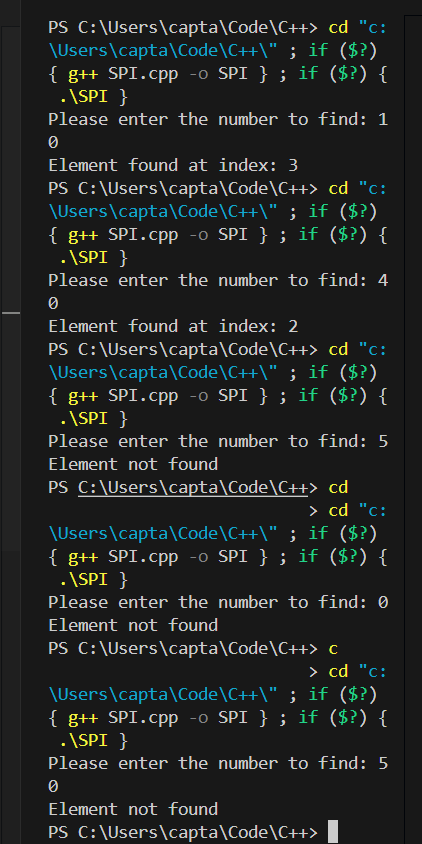 PS C:\Users\capta\Code\C++> cd "c:
\Users\capta\Code\C++\" ; if ($?)
{ g++ SPI.cpp -o SPI } ; if ($?) {
.\SPI }
Please enter the number to find: 1
0
Element found at index: 3
PS C:\Users\capta\Code\C++> cd "c:
\Users\capta\Code\C++\" ; if ($?)
{ g++ SPI.cpp -o SPI } ; if ($?) {
.\SPI }
Please enter the number to find: 4
0
Element found at index: 2
PS C:\Users\capta\Code\C++> cd "c:
\Users\capta\Code\C++\" ; if ($?)
{ g++ SPI.cpp -o SPI } ; if ($?) {
.\SPI }
Please enter the number to find: 5
Element not found
PS C:\Users\capta\Code\C++> cd
> cd "c:
\Users\capta\Code\C++\" ; if ($?)
{ g++ SPI.cpp -o SPI } ; if ($?) {
.\SPI }
Please enter the number to find: 0
Element not found
PS C:\Users\capta\Code\C++> c
> cd "c:
\Users\capta\Code\C++\" ; if ($?)
{ g++ SPI.cpp -o SPI } ; if ($?) {
.\SPI }
Please enter the number to find: 5
0
Element not found
PS C:\Users\capta\Code\C++>